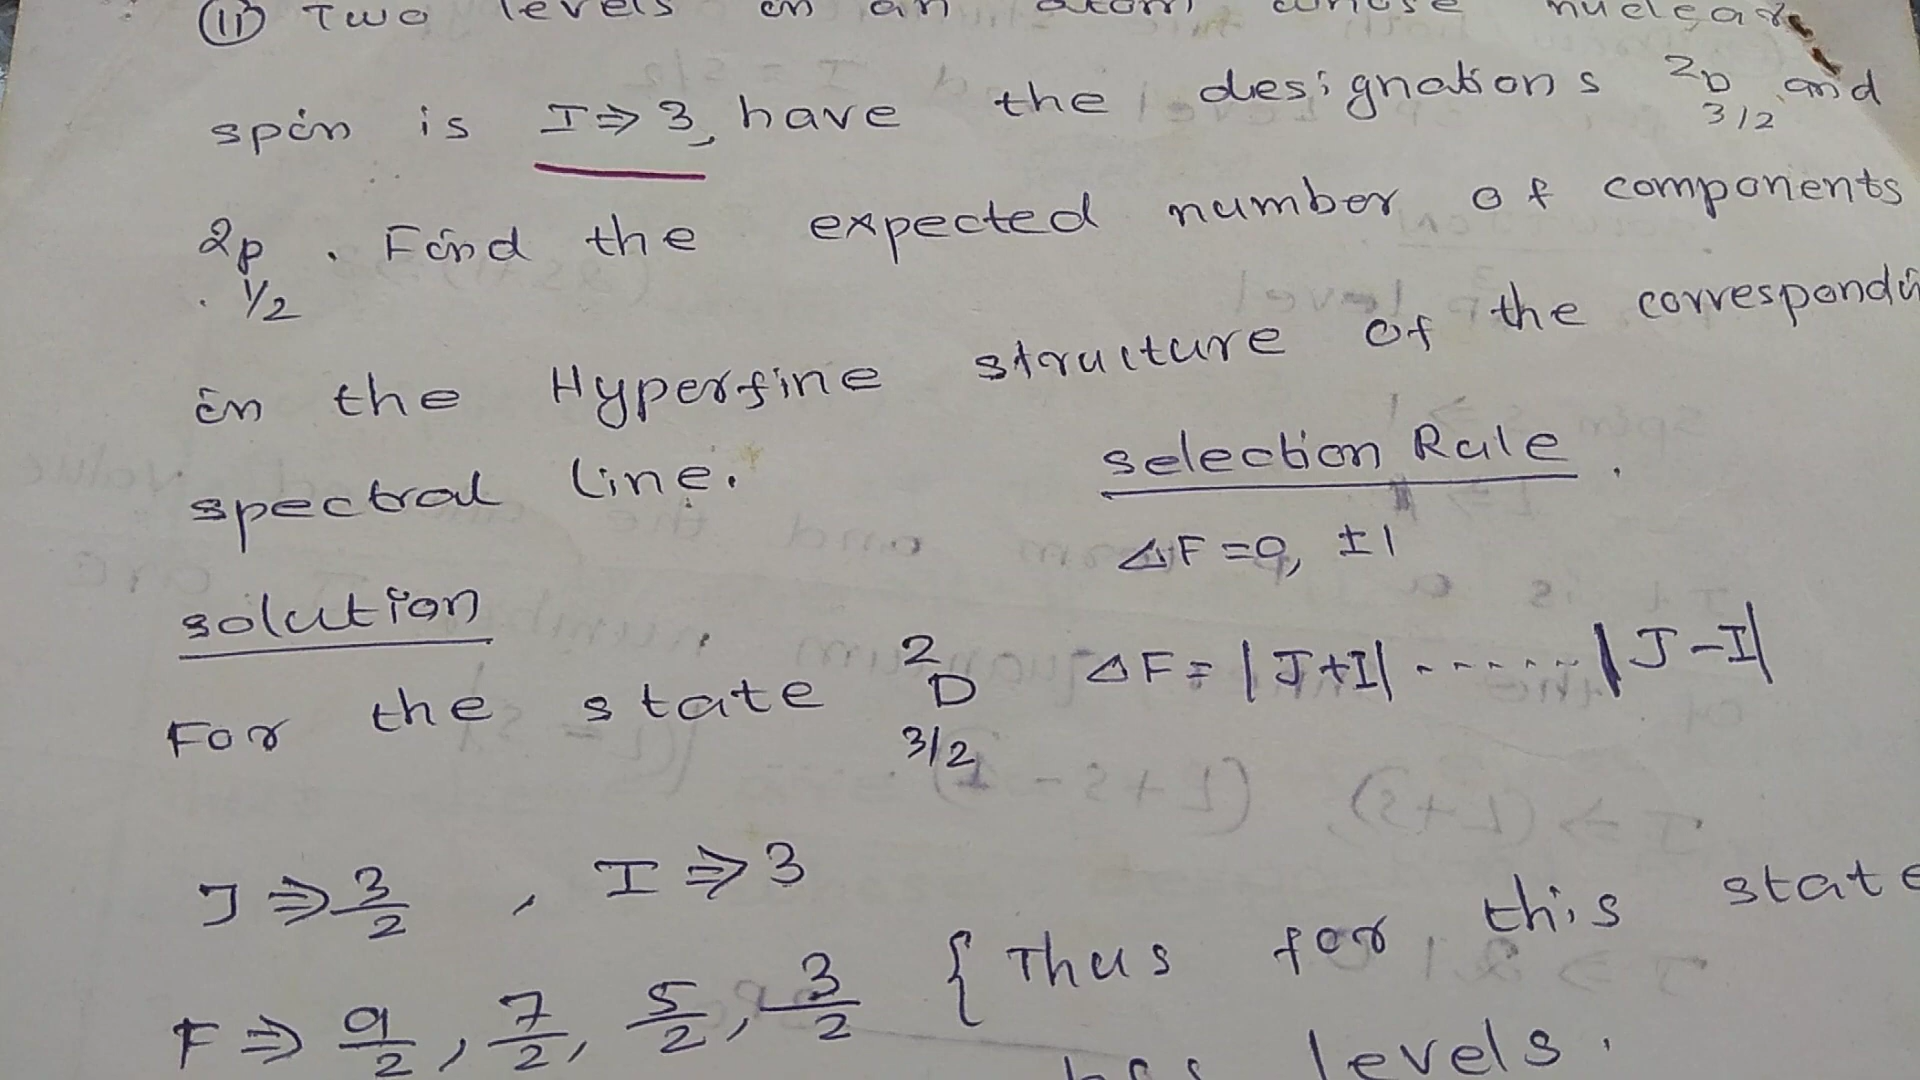 (11) Two levels in an atom whose nuclear
spin is I⇒3, have the designations 2D3/2 and
2p1/2. Find the expected number of components
in the Hyperfine structure of the correspondi
spectral line.
selection Rule.
ΔF=0, ±1
solution
For the state 2D3/2 ΔF= |J+I| ------ |J-I|
J⇒3/2, I⇒3
F⇒ 9/2, 7/2, 5/2, 3/2 { Thus for this state
has levels.